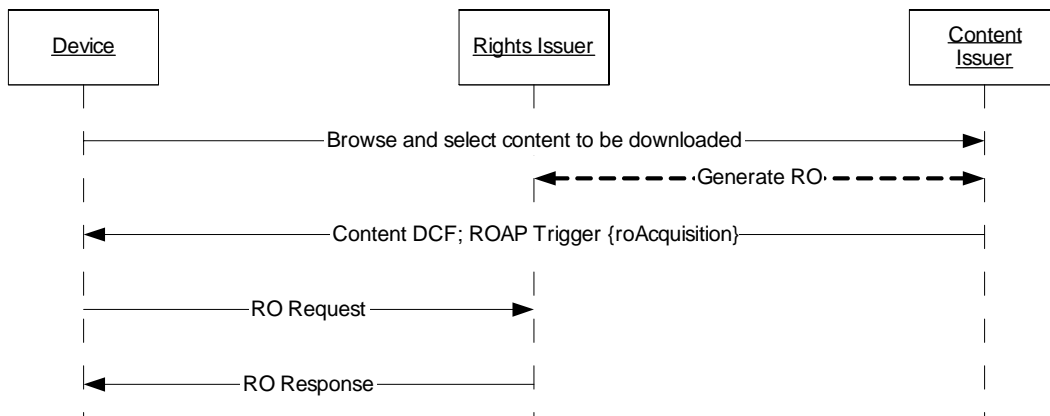 Device
Rights Issuer
Content
Issuer
Browse and select content to be downloaded
Generate RO
Content DCF; ROAP Trigger {roAcquisition}
RO Request
RO Response